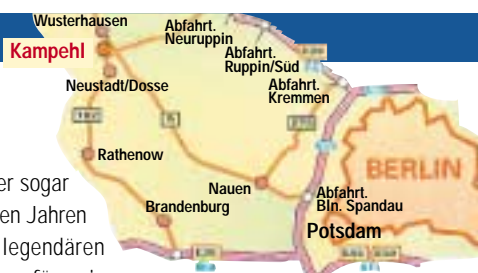 Wusterhausen
Kampehl
Neustadt/Dosse
Abfahrt.
Neuruppin
Abfahrt.
Ruppin/Süd
Abfahrt.
Kremmen
5
Rathenow
Nauen
Brandenburg
Abfahrt.
Bln. Spandau
BERLIN
Potsdam
er sogar
en Jahren
legendären